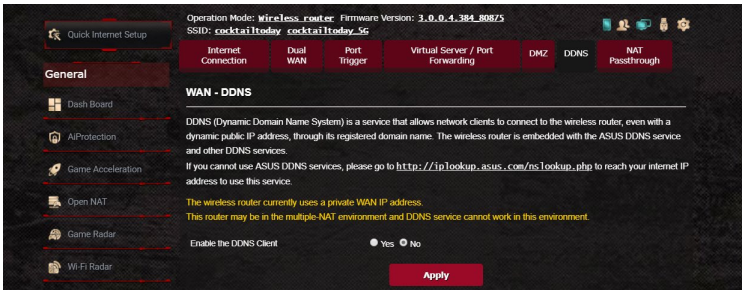 Quick Internet Setup
General
Dash Board
AiProtection
Game Acceleration
Open NAT
Game Radar
Wi-Fi Radar
Operation Mode: Wireless router Firmware Version: 3.0.0.4.384_80875
SSID: cocktailtoday cocktailtoday_5G
Internet Connection
Dual WAN
Port Trigger
Virtual Server / Port Forwarding
DMZ
DDNS
NAT Passthrough
WAN - DDNS
DDNS (Dynamic Domain Name System) is a service that allows network clients to connect to the wireless router, even with a
dynamic public IP address, through its registered domain name. The wireless router is embedded with the ASUS DDNS service
and other DDNS services.
If you cannot use ASUS DDNS services, please go to http://iplookup.asus.com/nslookup.php to reach your internet IP
address to use this service.
The wireless router currently uses a private WAN IP address.
This router may be in the multiple-NAT environment and DDNS service cannot work in this environment.
Enable the DDNS Client
Yes No
Apply